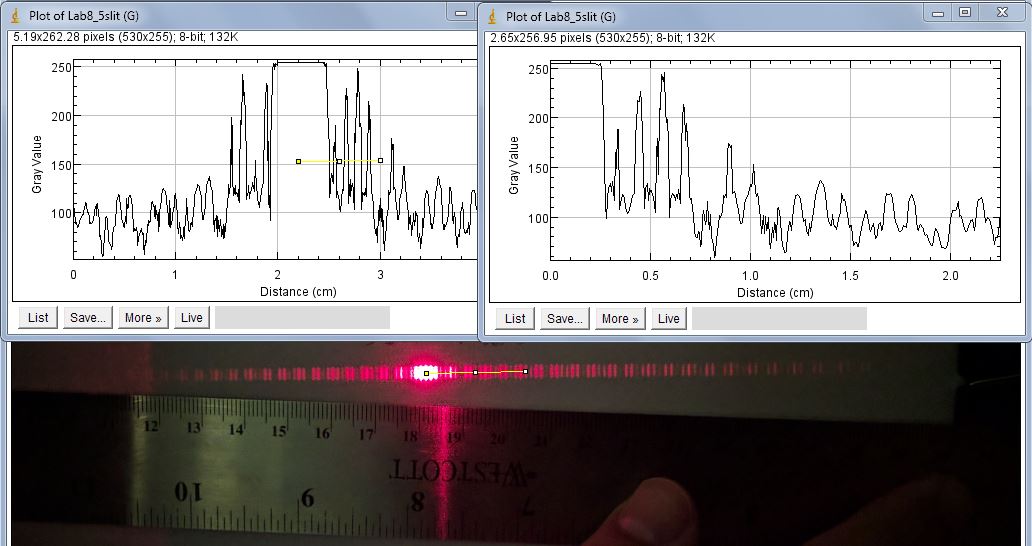 Plot of Lab8_5slit (G)
5.19x262.28 pixels (530x255); 8-bit; 132K
250
200
150
100
Gray Value
0 1 2 3
Distance (cm)
List Save... More » Live
Plot of Lab8_5slit (G)
2.65x256.95 pixels (530x255); 8-bit; 132K
250
200
150
100
Gray Value
0.0 0.5 1.0 1.5 2.0
Distance (cm)
List Save... More » Live
12 13 14 15 16 17 18 19 20 21
WESTCOTT
10 9 8 7